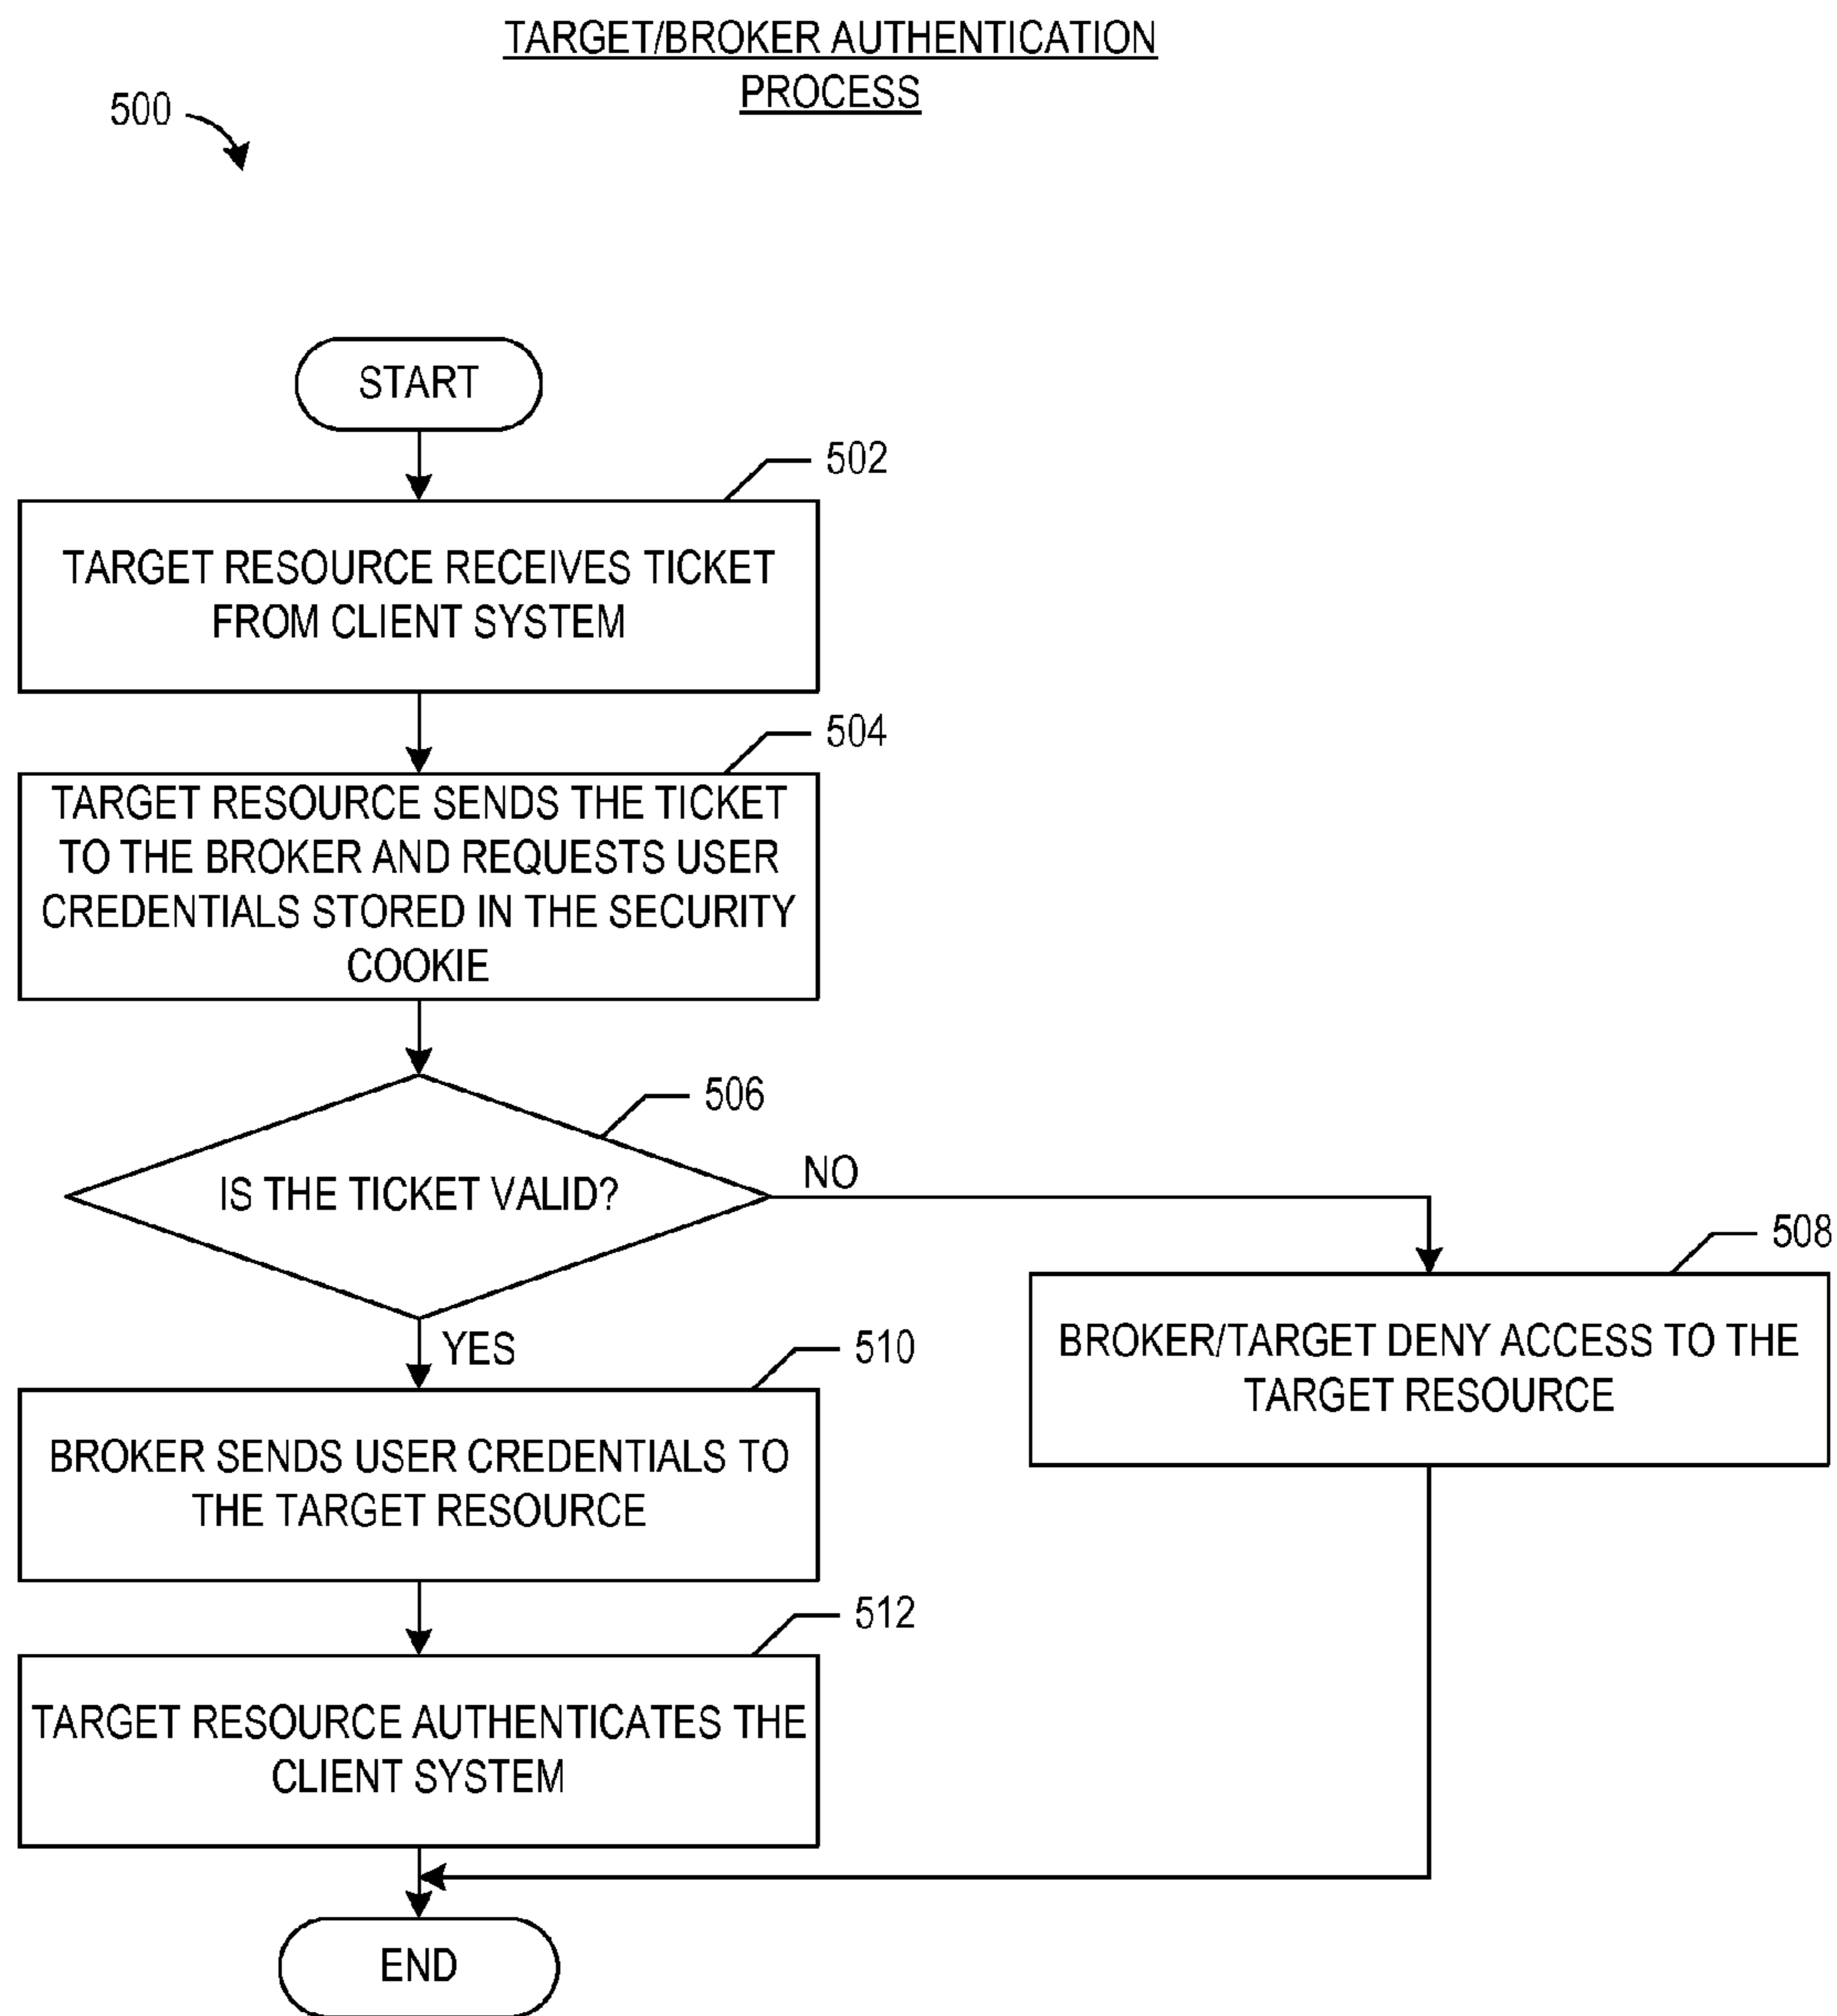 TARGET/BROKER AUTHENTICATION
PROCESS
500
START
502
TARGET RESOURCE RECEIVES TICKET
FROM CLIENT SYSTEM
504
TARGET RESOURCE SENDS THE TICKET
TO THE BROKER AND REQUESTS USER
CREDENTIALS STORED IN THE SECURITY
COOKIE
506
IS THE TICKET VALID?
NO
508
BROKER/TARGET DENY ACCESS TO THE
TARGET RESOURCE
YES
510
BROKER SENDS USER CREDENTIALS TO
THE TARGET RESOURCE
512
TARGET RESOURCE AUTHENTICATES THE
CLIENT SYSTEM
END